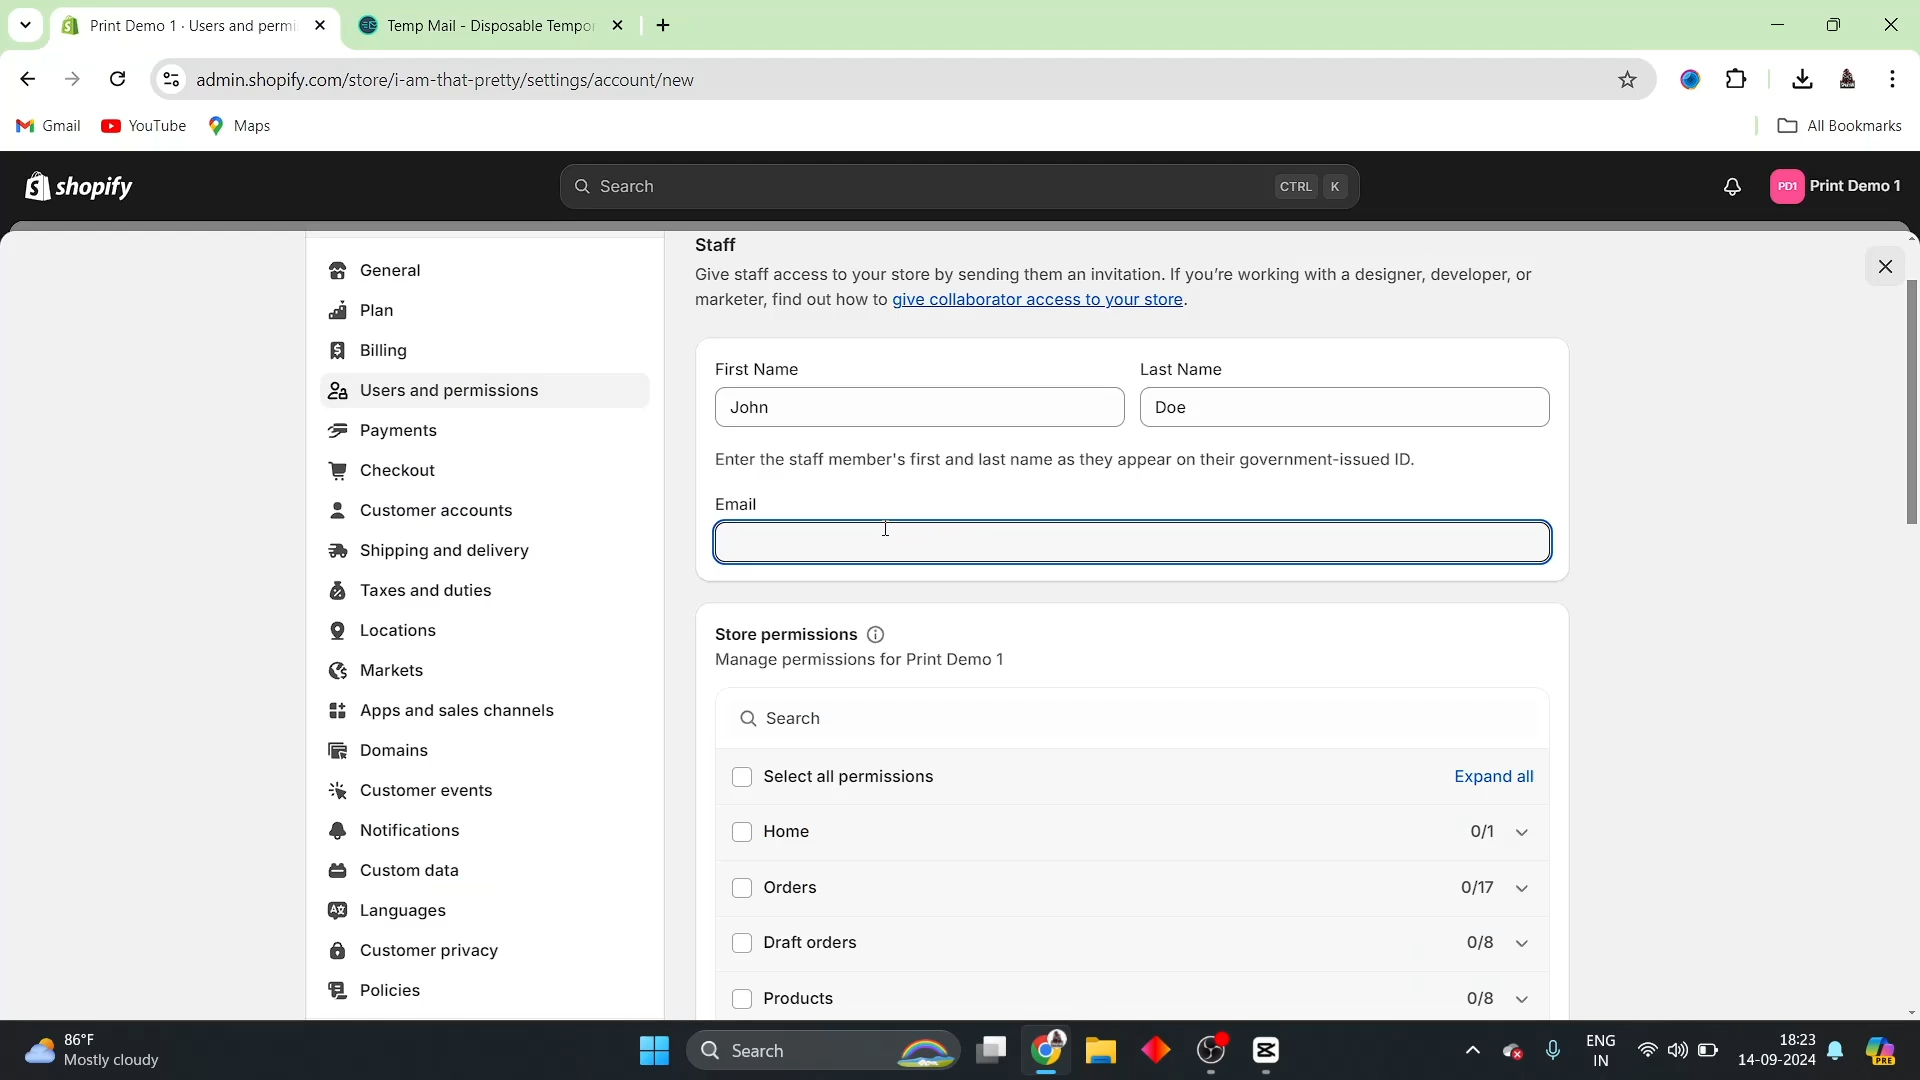 Print Demo 1 · Users and permi
Temp Mail - Disposable Tempo
admin.shopify.com/store/i-am-that-pretty/settings/account/new
Gmail
YouTube
Maps
All Bookmarks
shopify
Search
CTRL K
PD1
Print Demo 1
General
Plan
Billing
Users and permissions
Payments
Checkout
Customer accounts
Shipping and delivery
Taxes and duties
Locations
Markets
Apps and sales channels
Domains
Customer events
Notifications
Custom data
Languages
Customer privacy
Policies
Staff
Give staff access to your store by sending them an invitation. If you’re working with a designer, developer, or
marketer, find out how to give collaborator access to your store.
First Name
Last Name
John
Doe
Enter the staff member's first and last name as they appear on their government-issued ID.
Email
Store permissions
Manage permissions for Print Demo 1
Search
Select all permissions
Expand all
Home 0/1
Orders 0/17
Draft orders 0/8
Products 0/8
86°F
Mostly cloudy
Search
ENG
IN
18:23
14-09-2024
PRE